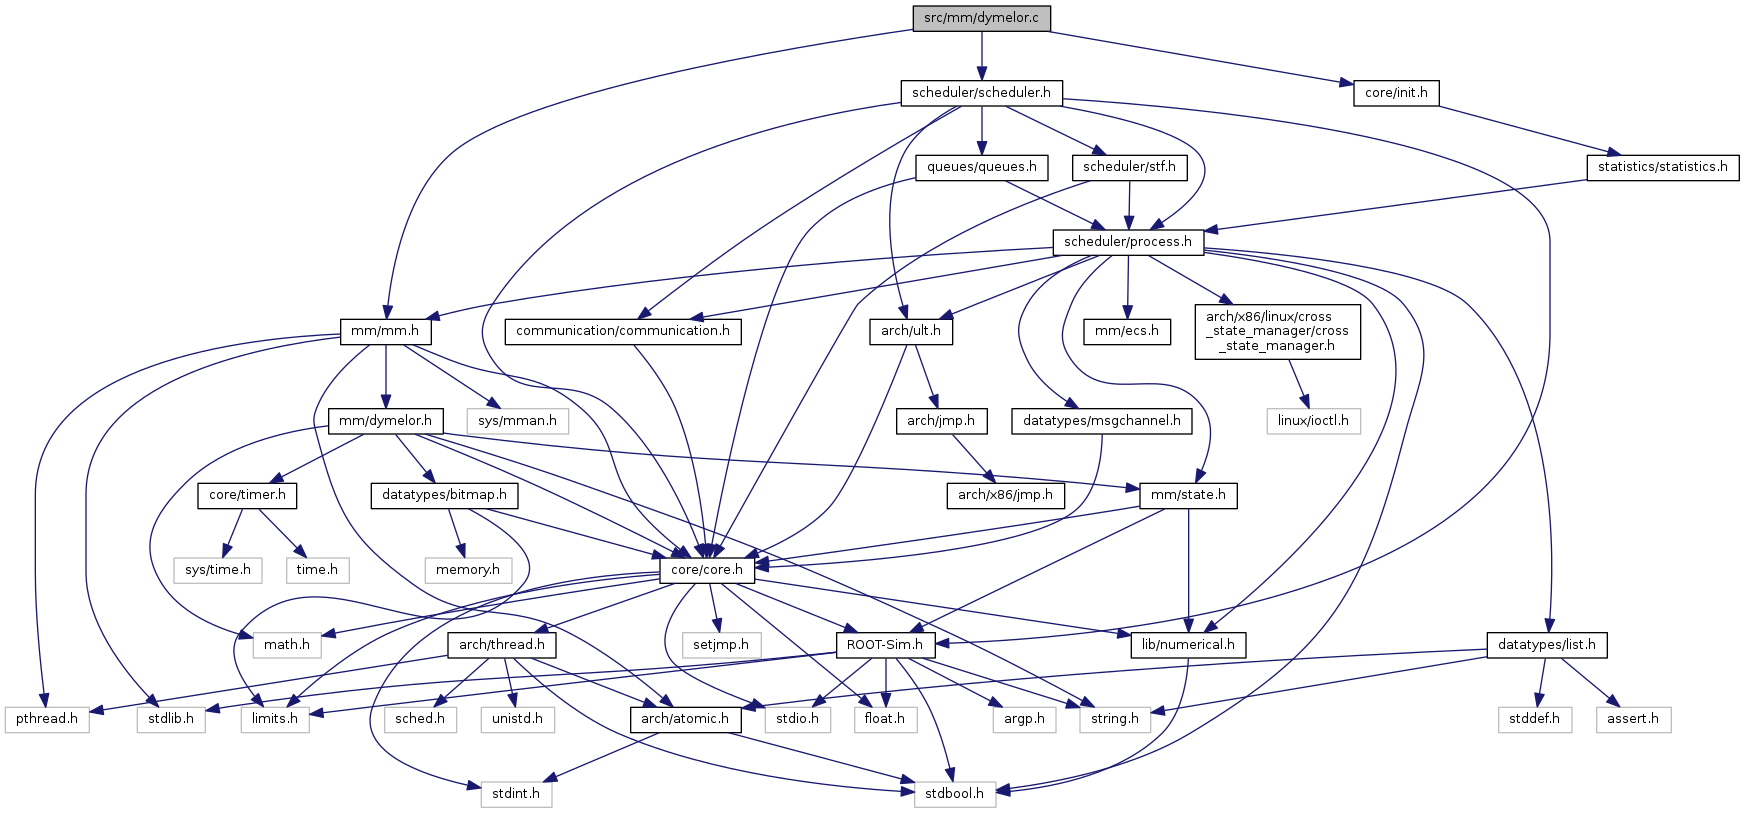 src/mm/dymelor.c
scheduler/scheduler.h
core/init.h
queues/queues.h
scheduler/stf.h
statistics/statistics.h
scheduler/process.h
mm/mm.h
communication/communication.h
arch/ult.h
mm/ecs.h
arch/x86/linux/cross
_state_manager/cross
_state_manager.h
mm/dymelor.h
sys/mman.h
arch/jmp.h
datatypes/msgchannel.h
linux/ioctl.h
core/timer.h
datatypes/bitmap.h
arch/x86/jmp.h
mm/state.h
sys/time.h
time.h
memory.h
core/core.h
math.h
arch/thread.h
setjmp.h
ROOT-Sim.h
lib/numerical.h
datatypes/list.h
pthread.h
stdlib.h
limits.h
sched.h
unistd.h
arch/atomic.h
stdio.h
float.h
argp.h
string.h
stddef.h
assert.h
stdint.h
stdbool.h